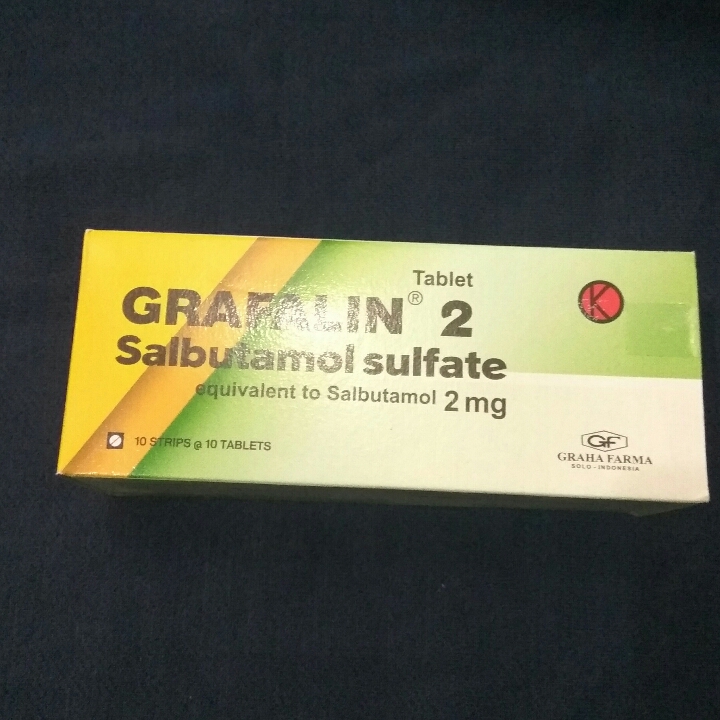 Tablet
GRAFALIN® 2
Salbutamol sulfate
equivalent to Salbutamol 2 mg
10 STRIPS @ 10 TABLETS
K
GF
GRAHA FARMA
SOLO - INDONESIA